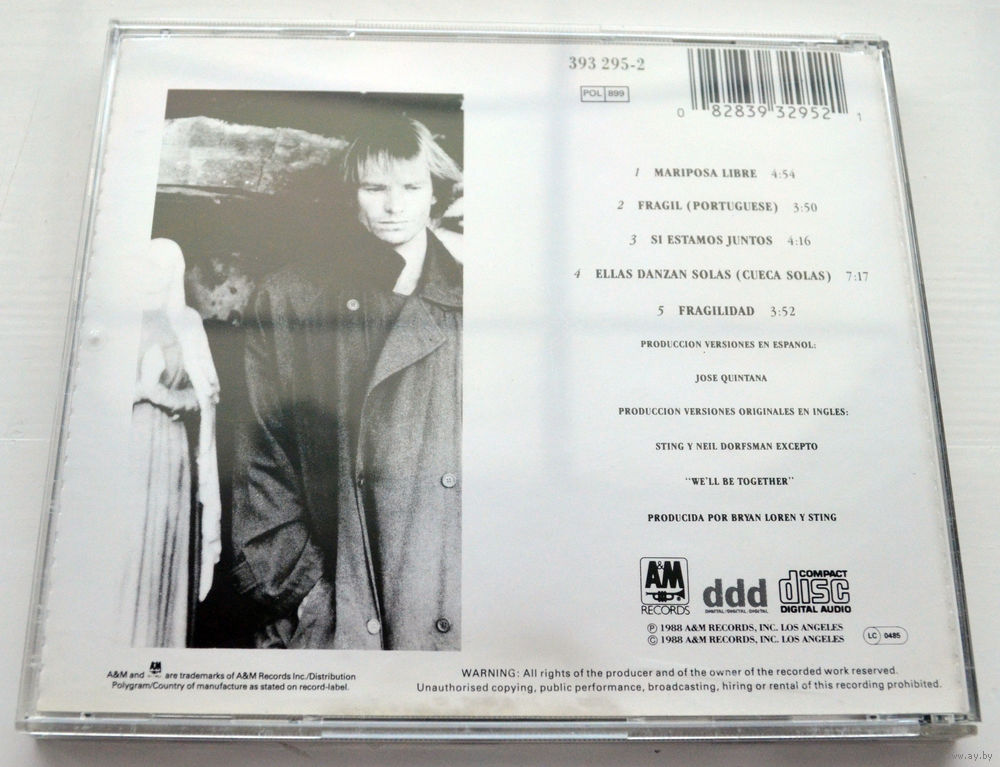 393 295-2
POL 899
0 82839 32952 1
1 MARIPOSA LIBRE 4:54
2 FRAGIL (PORTUGUESE) 3:50
3 SI ESTAMOS JUNTOS 4:16
4 ELLAS DANZAN SOLAS (CUECA SOLAS) 7:17
5 FRAGILIDAD 3:52
PRODUCCION VERSIONES EN ESPANOL:
JOSE QUINTANA
PRODUCCION VERSIONES ORIGINALES EN INGLES:
STING Y NEIL DORFSMAN EXCEPTO
"WE'LL BE TOGETHER"
PRODUCIDA POR BRYAN LOREN Y STING
A&M RECORDS
ddd
DIGITAL/DIGITAL/DIGITAL
COMPACT disc DIGITAL AUDIO
Ⓟ 1988 A&M RECORDS, INC. LOS ANGELES
© 1988 A&M RECORDS, INC. LOS ANGELES
LC 0485
A&M and A&M are trademarks of A&M Records Inc./Distribution
Polygram/Country of manufacture as stated on record-label.
WARNING: All rights of the producer and of the owner of the recorded work reserved.
Unauthorised copying, public performance, broadcasting, hiring or rental of this recording prohibited.
www.ay.by